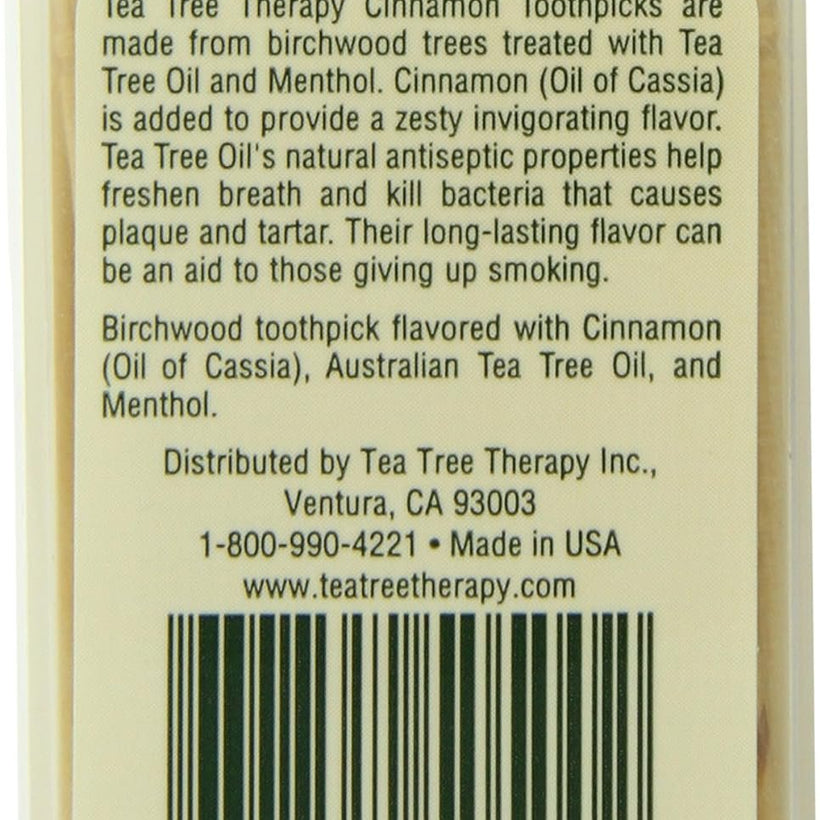 Tea Tree Therapy Cinnamon Toothpicks are
made from birchwood trees treated with Tea
Tree Oil and Menthol. Cinnamon (Oil of Cassia)
is added to provide a zesty invigorating flavor.
Tea Tree Oil's natural antiseptic properties help
freshen breath and kill bacteria that causes
plaque and tartar. Their long-lasting flavor can
be an aid to those giving up smoking.
Birchwood toothpick flavored with Cinnamon
(Oil of Cassia), Australian Tea Tree Oil, and
Menthol.
Distributed by Tea Tree Therapy Inc.,
Ventura, CA 93003
1-800-990-4221 • Made in USA
www.teatreetherapy.com